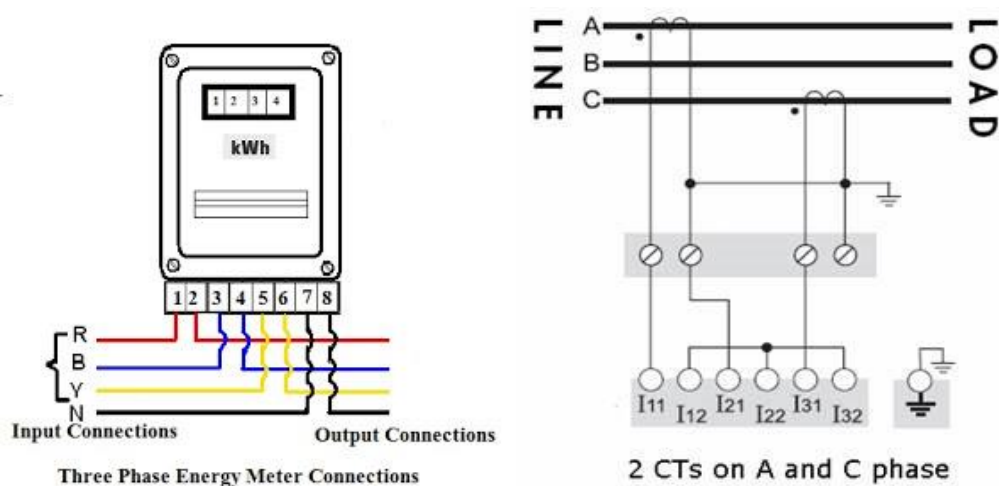 1 2 3 4
kWh
1 2 3 4 5 6 7 8
R
B
Y
N
Input Connections
Output Connections
Three Phase Energy Meter Connections
LINE
A
B
C
LOAD
I11 I12 I21 I22 I31 I32
2 CTs on A and C phase